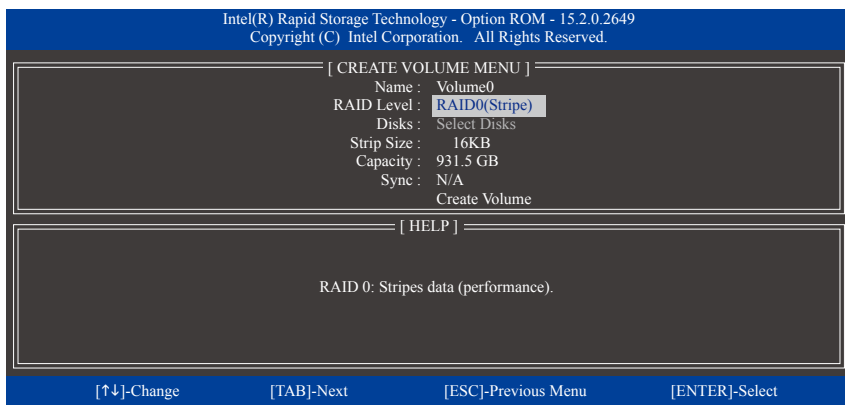 Intel(R) Rapid Storage Technology - Option ROM - 15.2.0.2649
Copyright (C) Intel Corporation. All Rights Reserved.
[ CREATE VOLUME MENU ]
Name : Volume0
RAID Level : RAID0(Stripe)
Disks : Select Disks
Strip Size : 16KB
Capacity : 931.5 GB
Sync : N/A
Create Volume
[ HELP ]
RAID 0: Stripes data (performance).
[↑↓]-Change [TAB]-Next [ESC]-Previous Menu [ENTER]-Select